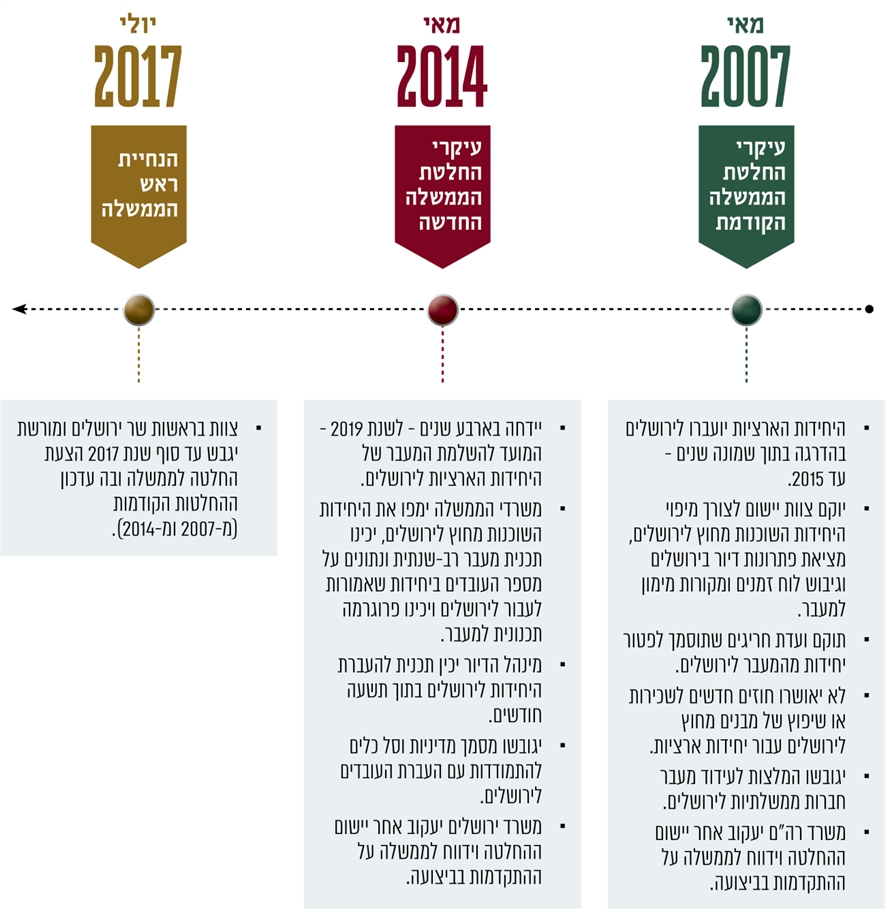 מאי
2007
עיקרי
החלטת
הממשלה
הקודמת
▪ היחידות הארציות יועברו לירושלים
בהדרגה בתוך שמונה שנים -
עד 2015.
▪ יוקם צוות יישום לצורך מיפוי
היחידות השוכנות מחוץ לירושלים,
מציאת פתרונות דיור בירושלים
וגיבוש לוח זמנים ומקורות מימון
למעבר.
▪ תוקם ועדת חריגים שתוסמך לפטור
יחידות מהמעבר לירושלים.
▪ לא יאושרו חוזים חדשים לשכירות
או שיפוץ של מבנים מחוץ
לירושלים עבור יחידות ארציות.
▪ יגובשו המלצות לעידוד מעבר
חברות ממשלתיות לירושלים.
▪ משרד רה"ם יעקוב אחר יישום
ההחלטה וידווח לממשלה על
ההתקדמות בביצועה.
מאי
2014
עיקרי
החלטת
הממשלה
החדשה
▪ יידחה בארבע שנים - לשנת 2019 -
המועד להשלמת המעבר של
היחידות הארציות לירושלים.
▪ משרדי הממשלה ימפו את היחידות
השוכנות מחוץ לירושלים, יכינו
תכנית מעבר רב-שנתית ונתונים על
מספר העובדים ביחידות שאמורות
לעבור לירושלים ויכינו פרוגרמה
תכנונית למעבר.
▪ מינהל הדיור יכין תכנית להעברת
היחידות לירושלים בתוך תשעה
חודשים.
▪ יגובשו מסמך מדיניות וסל כלים
להתמודדות עם העברת העובדים
לירושלים.
▪ משרד ירושלים יעקוב אחר יישום
ההחלטה וידווח לממשלה על
ההתקדמות בביצועה.
יולי
2017
הנחיית
ראש
הממשלה
▪ צוות בראשות שר ירושלים ומורשת
יגבש עד סוף שנת 2017 הצעת
החלטה לממשלה ובה עדכון
ההחלטות הקודמות
(מ-2007 ומ-2014).